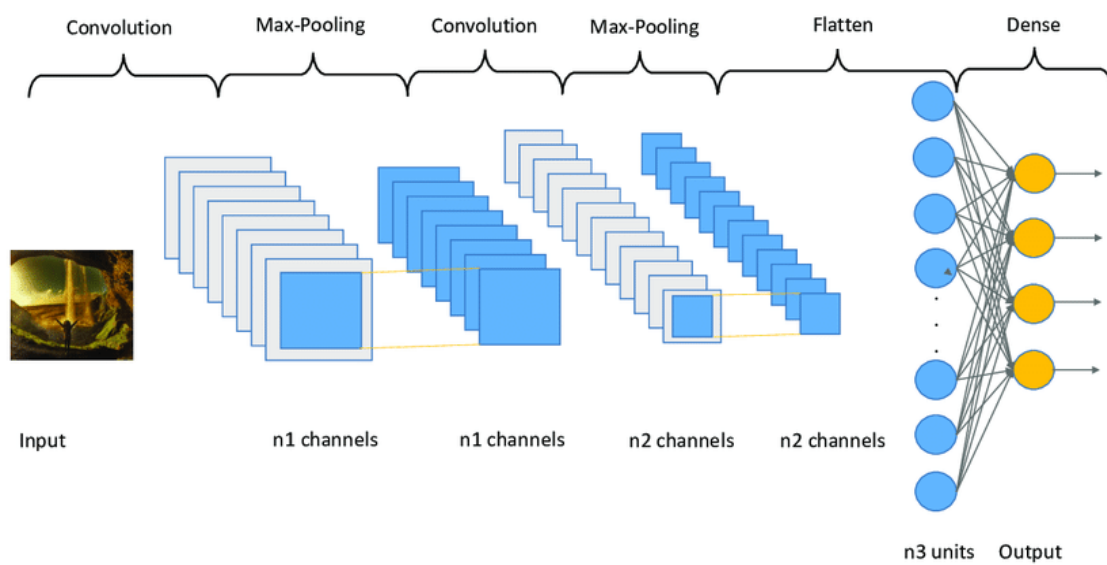 Convolution
Max-Pooling
Convolution
Max-Pooling
Flatten
Dense
Input
n1 channels
n1 channels
n2 channels
n2 channels
n3 units
Output